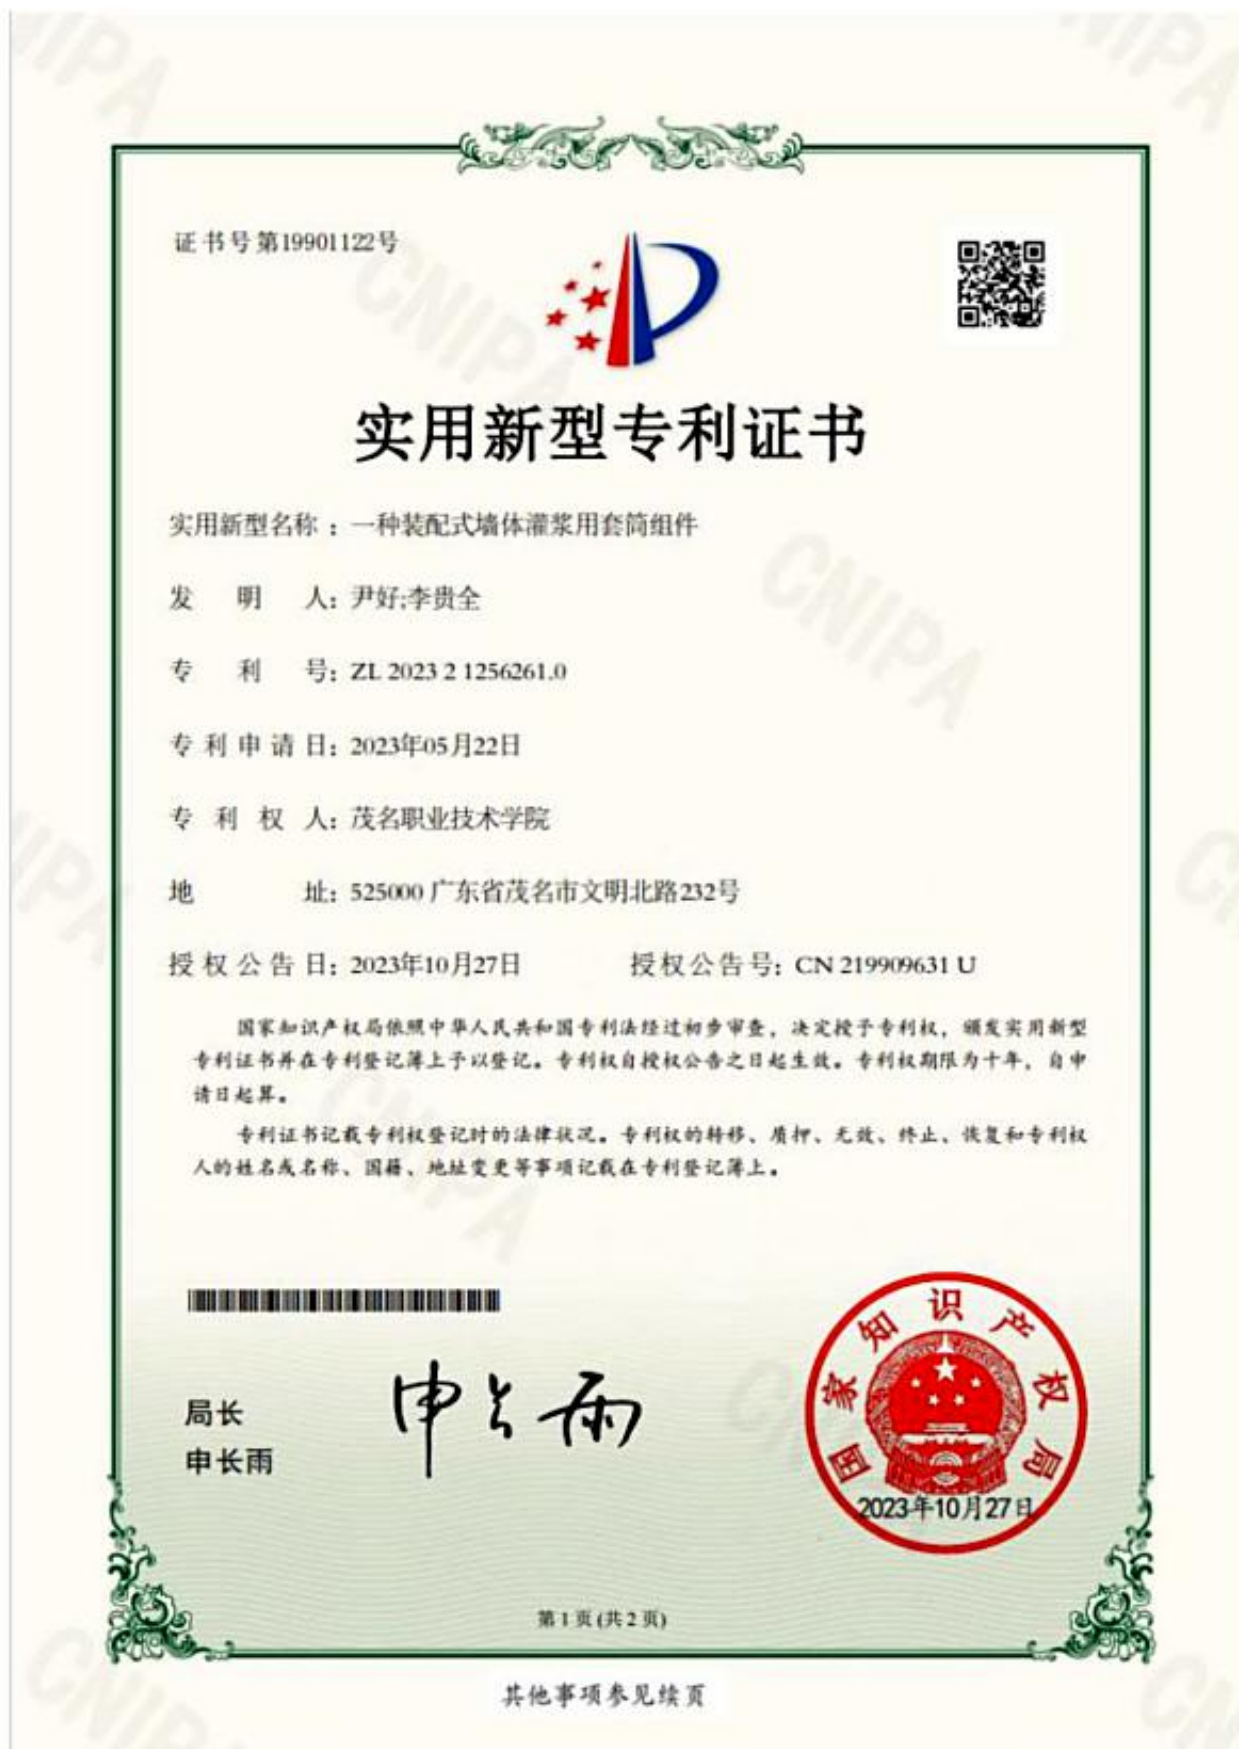 证书号第19901122号
实用新型专利证书
实用新型名称：一种装配式墙体灌浆用套筒组件
发明人：尹好;李贵全
专利号：ZL 2023 2 1256261.0
专利申请日：2023年05月22日
专利权人：茂名职业技术学院
地址：525000 广东省茂名市文明北路232号
授权公告日：2023年10月27日 授权公告号：CN 219909631 U
国家知识产权局依照中华人民共和国专利法经过初步审查，决定授予专利权，颁发实用新型
专利证书并在专利登记簿上予以登记。专利权自授权公告之日起生效。专利权期限为十年，自申
请日起算。
专利证书记载专利权登记时的法律状况。专利权的转移、质押、无效、终止、恢复和专利权
人的姓名或名称、国籍、地址变更等事项记载在专利登记簿上。
局长
申长雨
申长雨
国家知识产权局
2023年10月27日
第1页(共2页)
其他事项参见续页
CNIPA